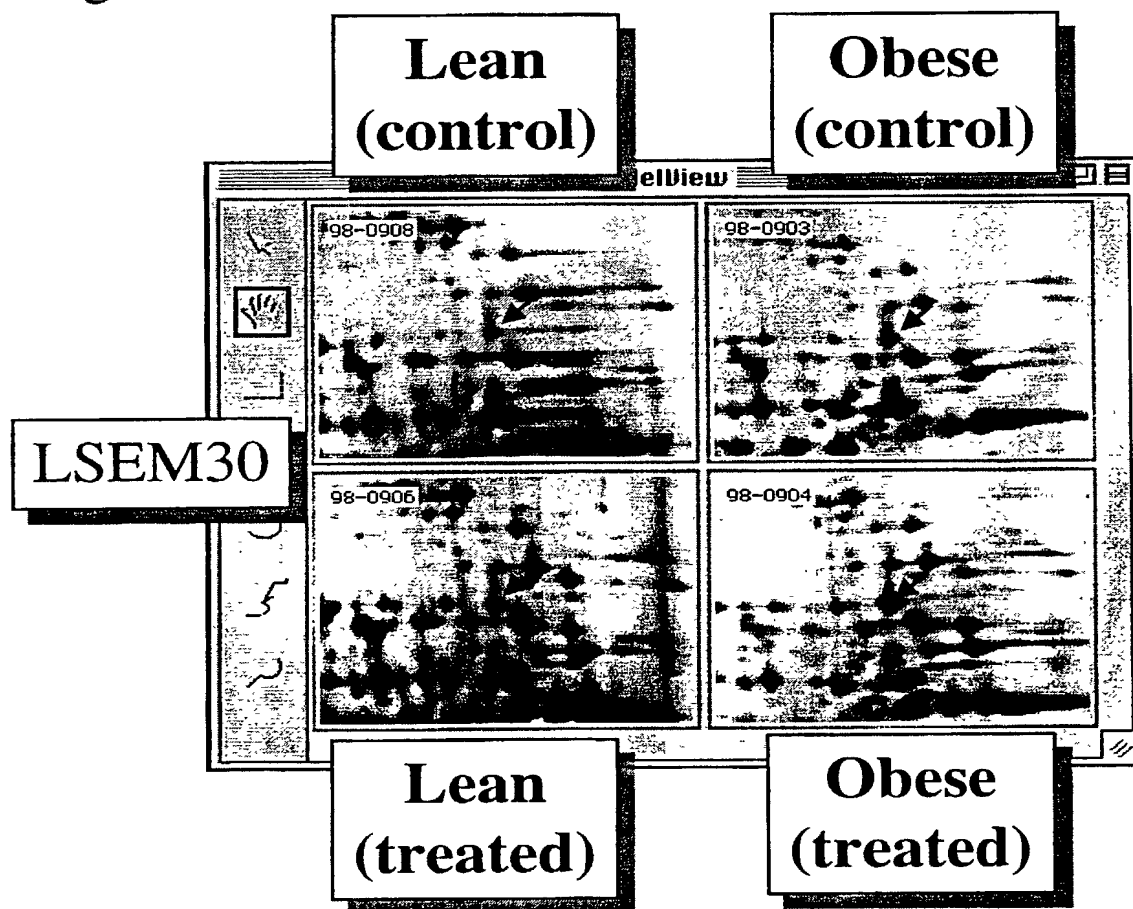 Lean
(control)
Obese
(control)
elView
98-0908
98-0903
LSEM30
98-0906
98-0904
Lean
(treated)
Obese
(treated)